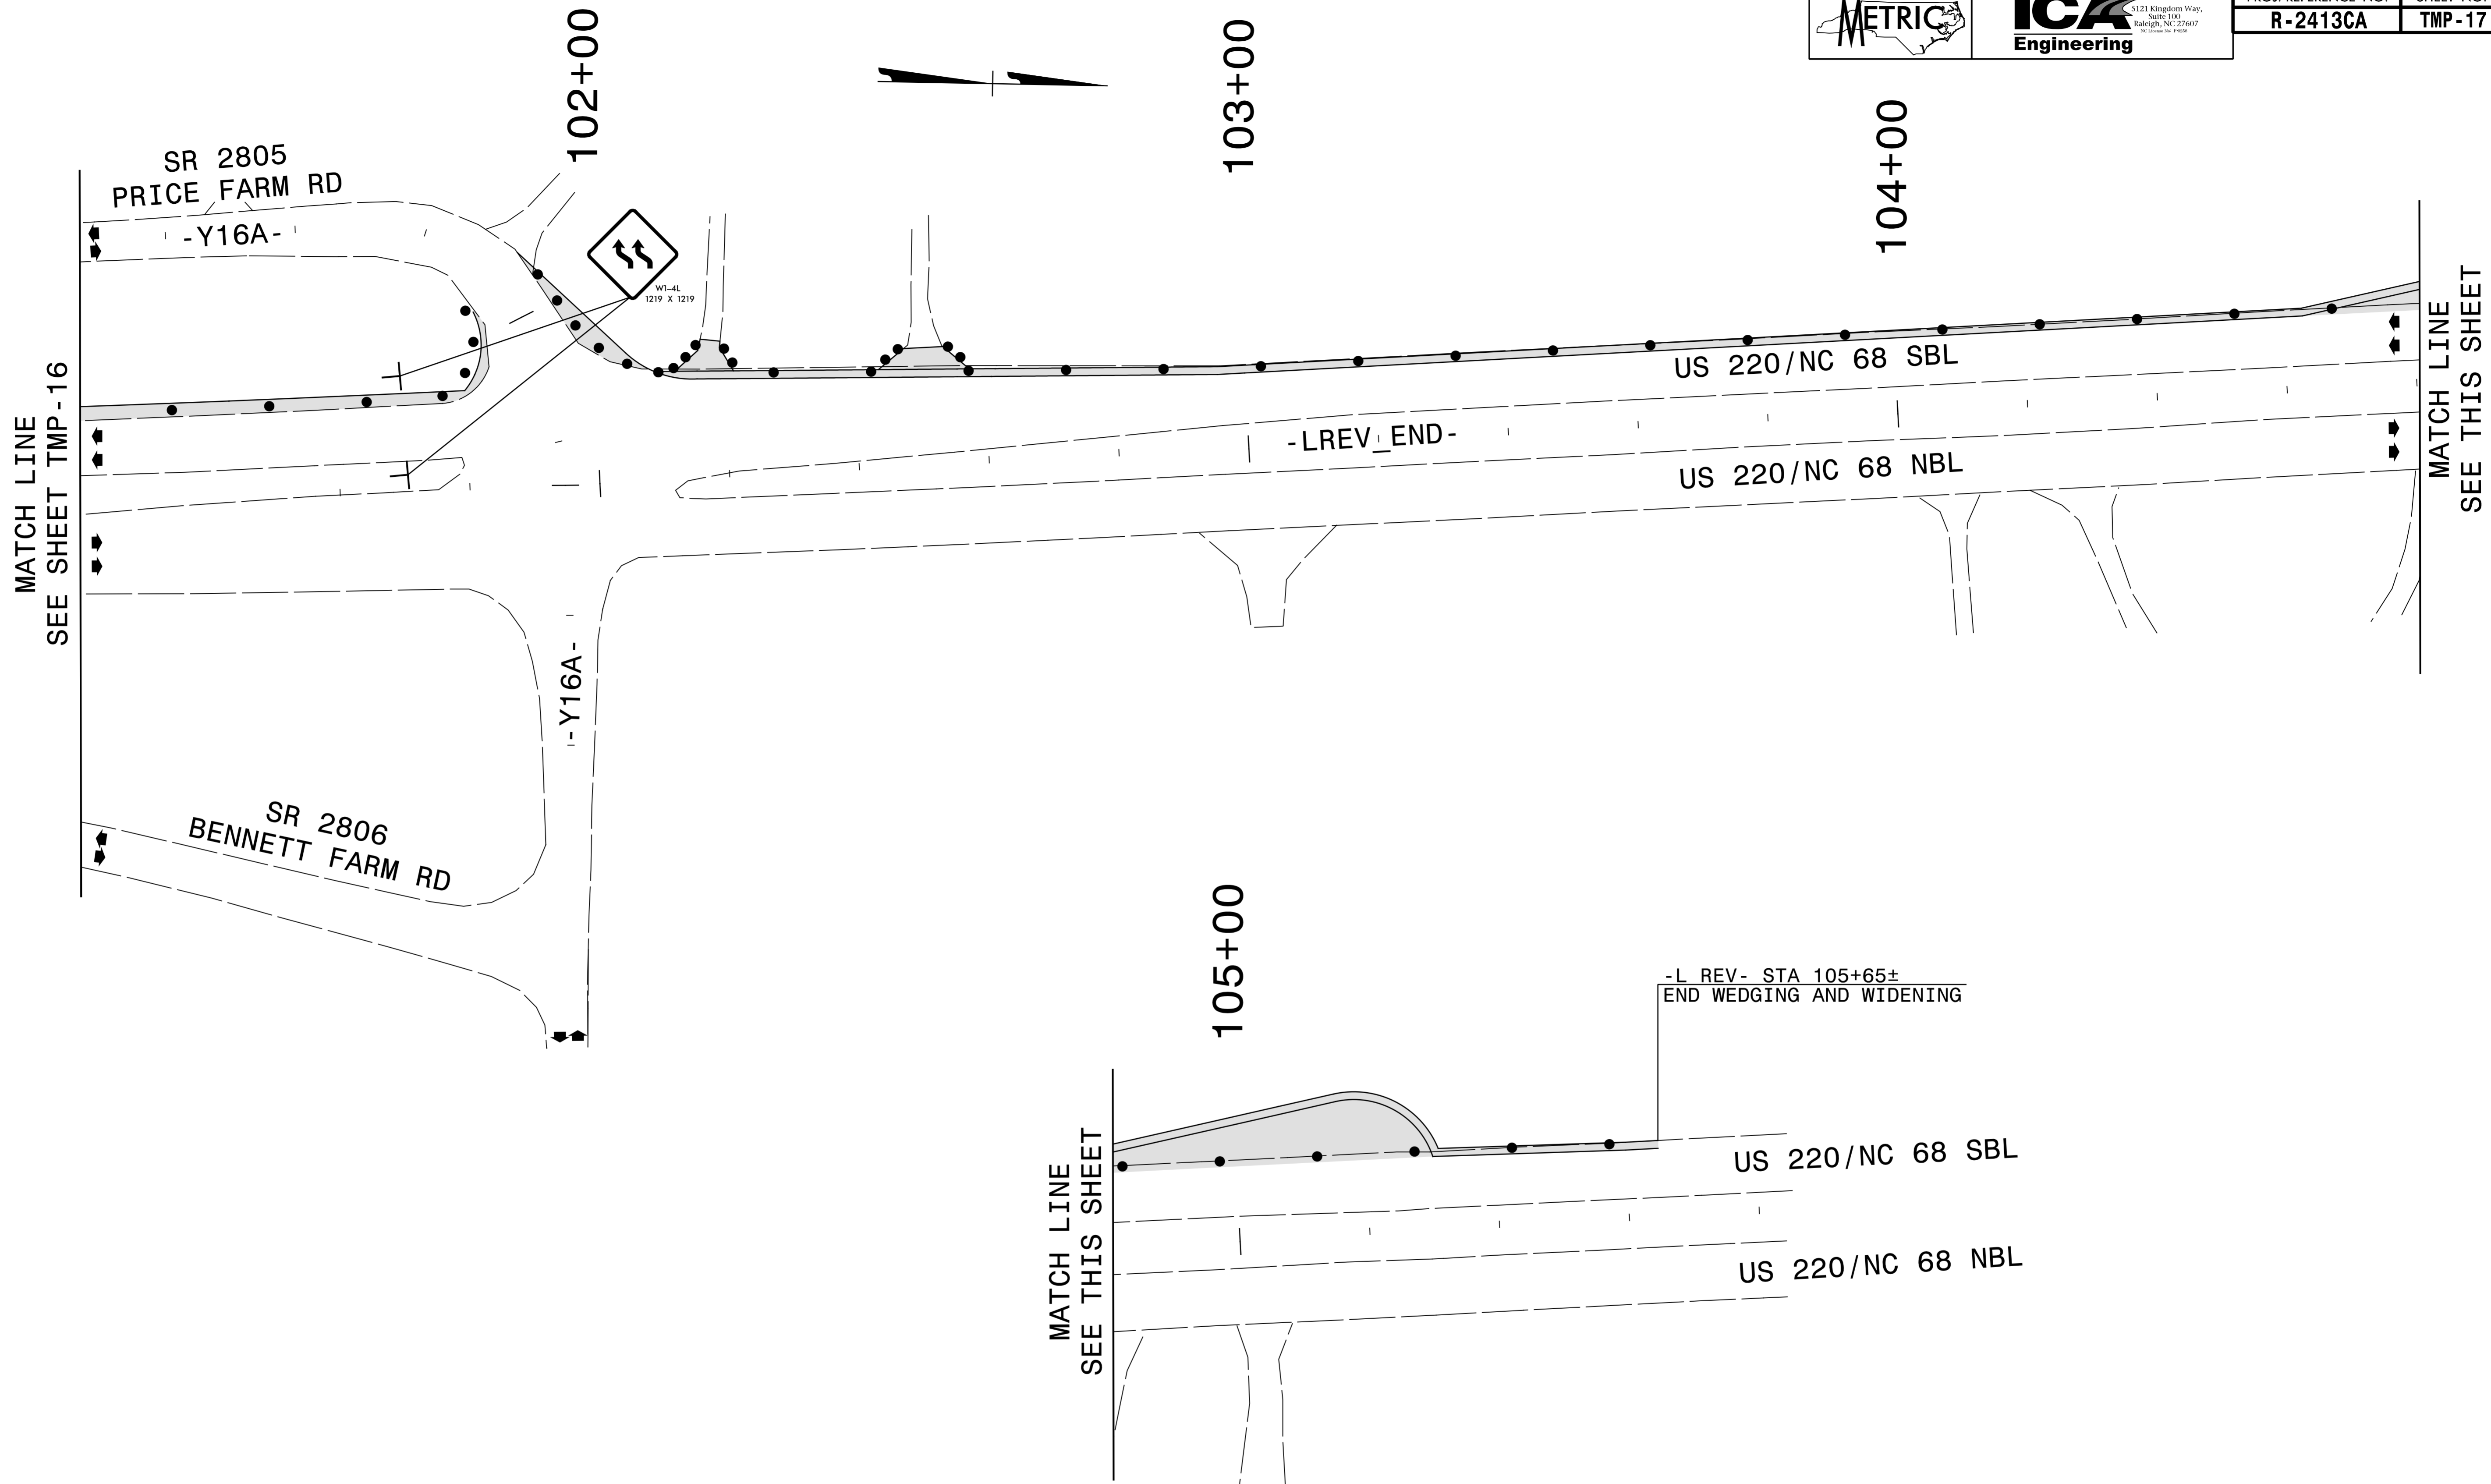 METRIC
ICA
Engineering
5121 Kingdom Way,
Suite 100
Raleigh, NC 27607
R-2413CA
TMP-17
102+00
103+00
104+00
SR 2805
PRICE FARM RD
-Y16A-
W1-4L
1219 X 1219
MATCH LINE
SEE SHEET TMP-16
US 220/NC 68 SBL
-LREV_END-
US 220/NC 68 NBL
MATCH LINE
SEE THIS SHEET
-Y16A-
SR 2806
BENNETT FARM RD
105+00
-L REV- STA 105+65±
END WEDGING AND WIDENING
MATCH LINE
SEE THIS SHEET
US 220/NC 68 SBL
US 220/NC 68 NBL